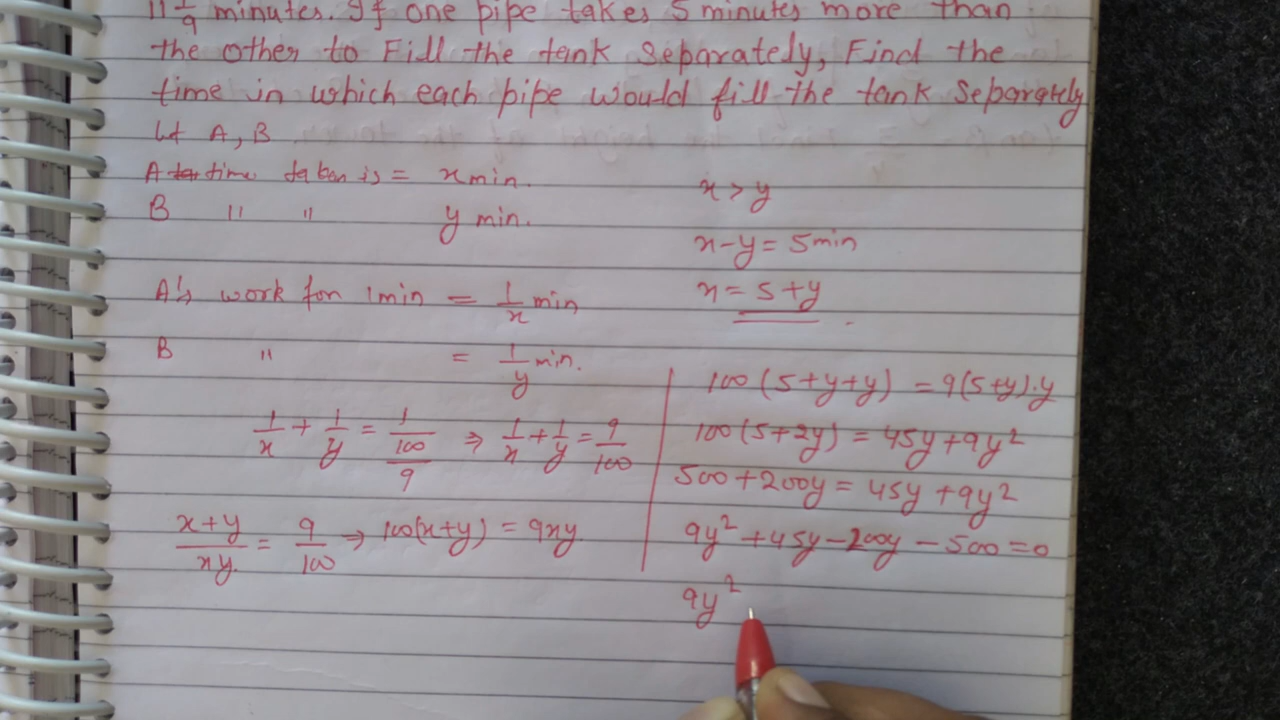 11 1/9 minutes. If one pipe takes 5 minutes more than
the other to Fill the tank Separately, Find the
time in which each pipe would fill the tank Separately
let A, B
A time taken is = x min.
B " " y min.
x > y
x-y = 5min
x = 5+y
A's work for 1min = 1/x min
B " = 1/y min.
1/x + 1/y = 1/(100/9) ⇒ 1/x + 1/y = 9/100
(x+y)/xy. = 9/100 ⇒ 100(x+y) = 9xy.
100(5+y+y) = 9(5+y).y
100(5+2y) = 45y+9y²
500+200y = 45y+9y²
9y²+45y-200y-500=0
9y²